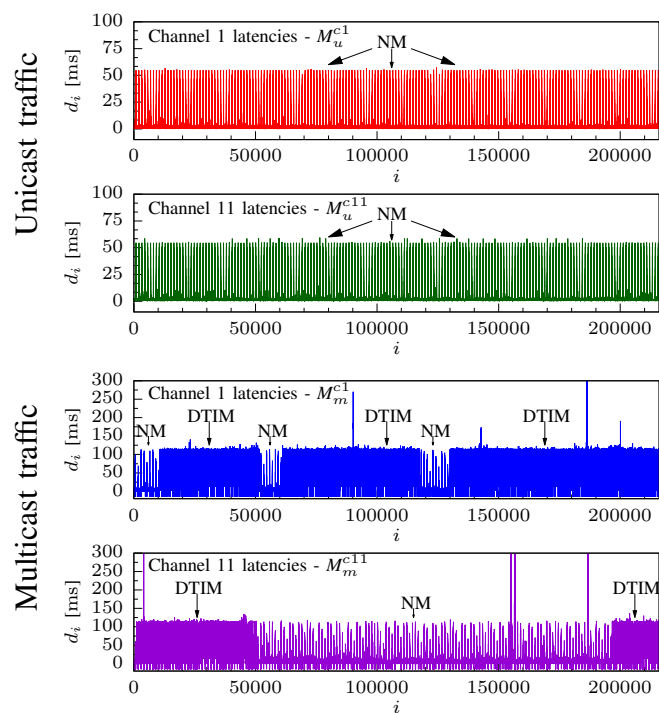 Unicast traffic
Channel 1 latencies - M_u^{c1}
NM
d_i [ms]
100
75
50
25
0
0 50000 100000 150000 200000
i
Channel 11 latencies - M_u^{c11}
NM
d_i [ms]
100
75
50
25
0
0 50000 100000 150000 200000
i
Multicast traffic
Channel 1 latencies - M_m^{c1}
NM DTIM NM DTIM NM DTIM
d_i [ms]
300
250
200
150
100
50
0
0 50000 100000 150000 200000
i
Channel 11 latencies - M_m^{c11}
DTIM NM DTIM
d_i [ms]
300
250
200
150
100
50
0
0 50000 100000 150000 200000
i